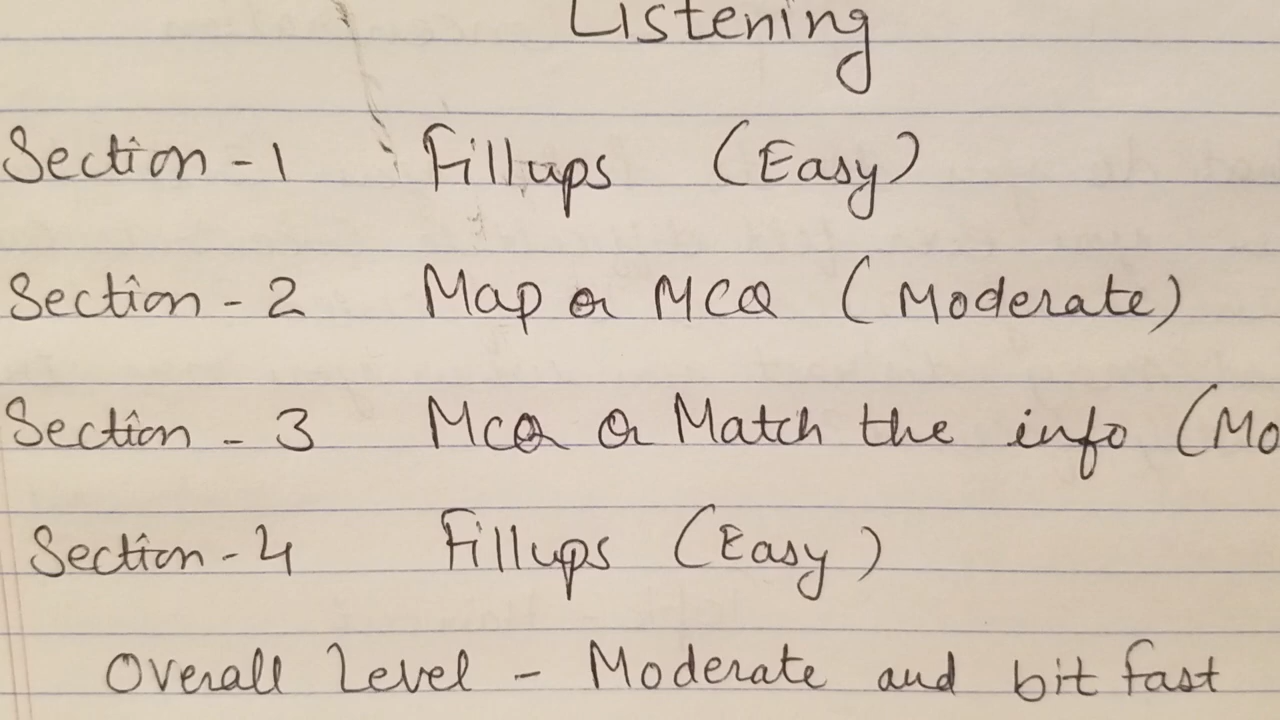 Listening
Section - 1 Fillups (Easy)
Section - 2 Map or MCQ (Moderate)
Section - 3 MCQ or Match the info (Mo
Section - 4 Fillups (Easy)
Overall Level - Moderate and bit fast